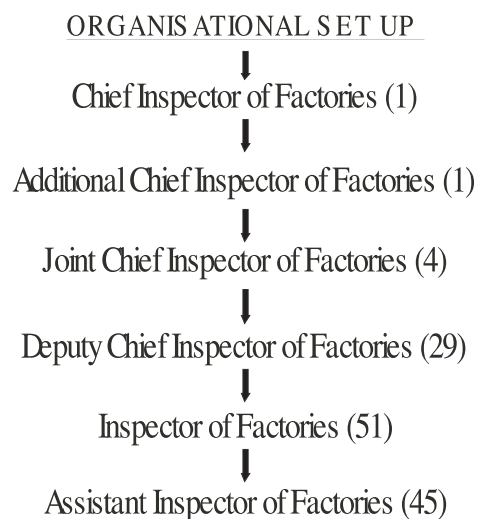 ORGANISATIONAL SET UP
Chief Inspector of Factories (1)
Additional Chief Inspector of Factories (1)
Joint Chief Inspector of Factories (4)
Deputy Chief Inspector of Factories (29)
Inspector of Factories (51)
Assistant Inspector of Factories (45)